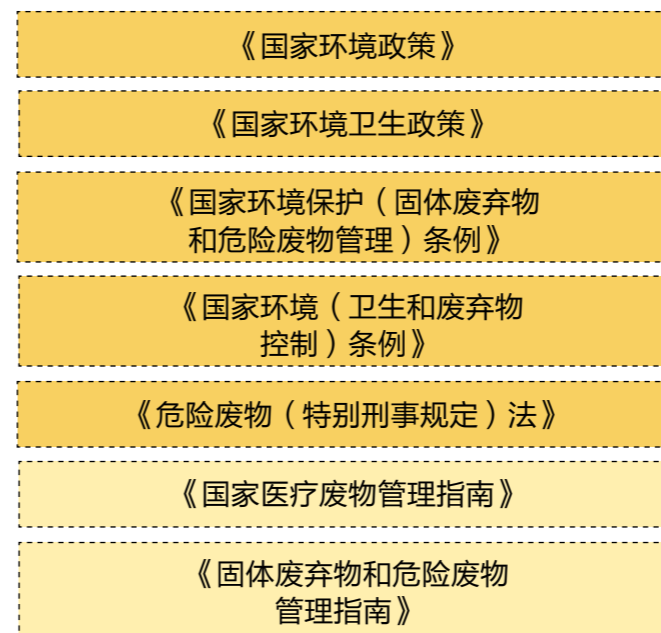 《国家环境政策》
《国家环境卫生政策》
《国家环境保护（固体废弃物
和危险废物管理）条例》
《国家环境（卫生和废弃物
控制）条例》
《危险废物（特别刑事规定）法》
《国家医疗废物管理指南》
《固体废弃物和危险废物
管理指南》